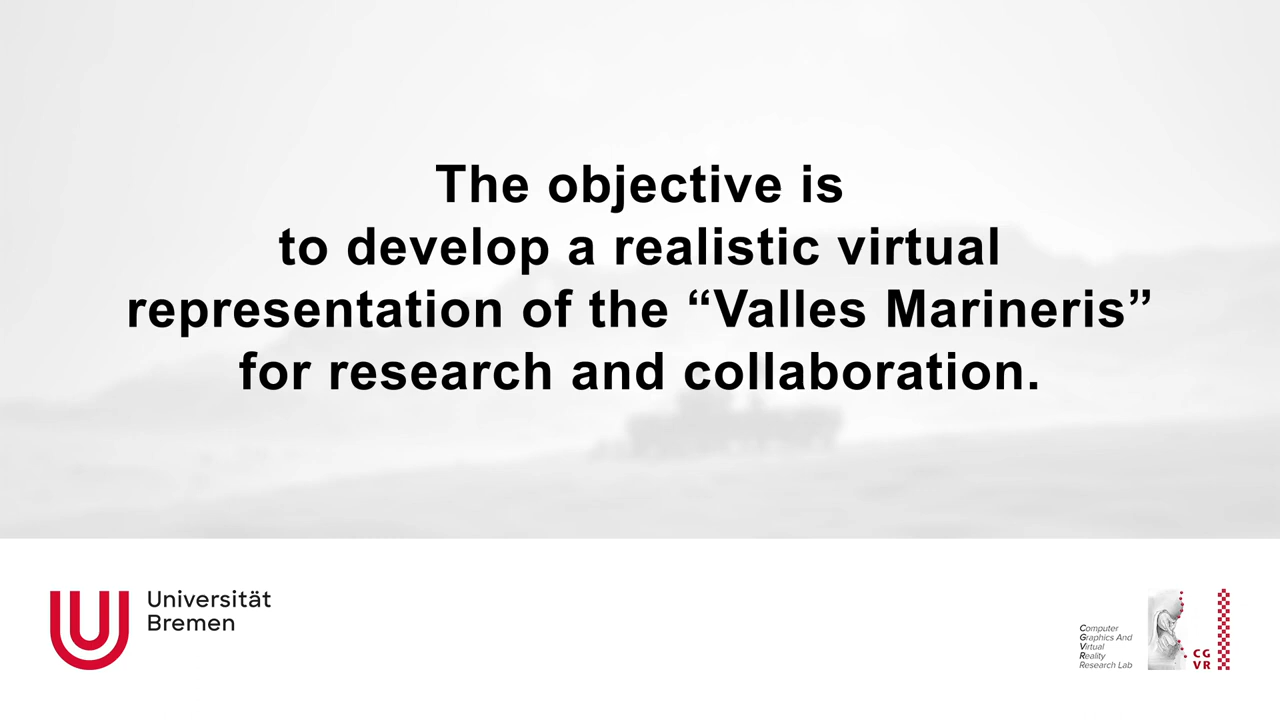 The objective is
to develop a realistic virtual
representation of the “Valles Marineris”
for research and collaboration.
Universität
Bremen
Computer
Graphics And
Virtual
Reality
Research Lab
CG
VR